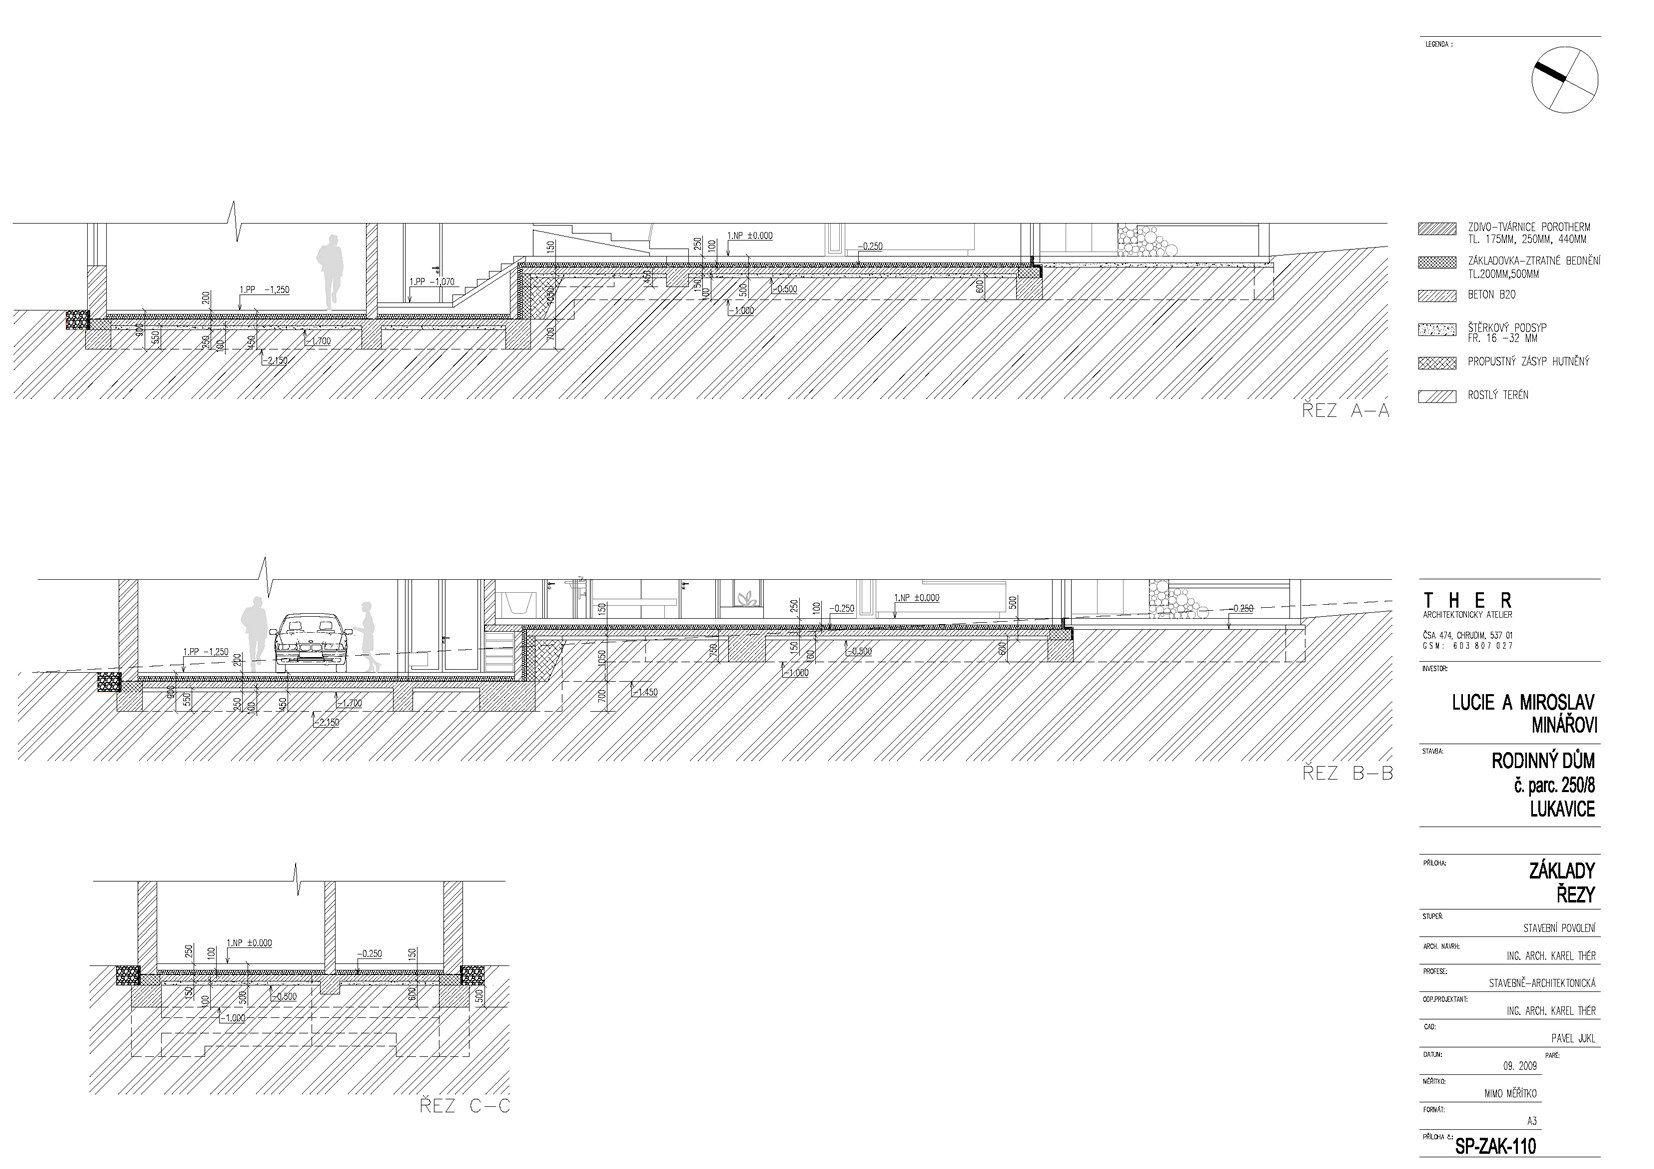 LEGENDA :
1.NP ±0.000
-0.250
1.PP -1,250
1.PP -1,070
-0.500
-1.000
-1.700
-2.150
200
900
550
250
100
450
150
1050
700
450
250
100
150
100
500
600
ŘEZ A-A
ZDIVO-TVÁRNICE POROTHERM
TL. 175MM, 250MM, 440MM
ZÁKLADOVKA-ZTRATNÉ BEDNĚNÍ
TL.200MM,500MM
BETON B20
ŠTĚRKOVÝ PODSYP
FR. 16 -32 MM
PROPUSTNÝ ZÁSYP HUTNĚNÝ
ROSTLÝ TERÉN
1.PP -1,250
1.NP ±0.000
-0.250
-0.250
-0.500
-1.000
-1.450
-1.700
-2.150
200
900
550
250
100
450
150
1050
700
750
250
100
150
100
500
600
ŘEZ B-B
1.NP ±0.000
-0.250
-0.500
-1.000
250
100
150
150
100
500
600
500
ŘEZ C-C
THER
ARCHITEKTONICKY ATELIER
ČSA 474, CHRUDIM, 537 01
GSM: 603 807 027
INVESTOR:
LUCIE A MIROSLAV
MINÁŘOVI
STAVBA:
RODINNÝ DŮM
č. parc. 250/8
LUKAVICE
PŘÍLOHA:
ZÁKLADY
ŘEZY
STUPEŇ:
STAVEBNÍ POVOLENÍ
ARCH. NÁVRH:
ING. ARCH. KAREL THÉR
PROFESE:
STAVEBNĚ-ARCHITEKTONICKÁ
ODP.PROJEKTANT:
ING. ARCH. KAREL THÉR
CAD:
PAVEL JUKL
DATUM:
PARÉ:
09. 2009
MĚŘÍTKO:
MIMO MĚŘÍTKO
FORMÁT:
A3
PŘÍLOHA č.:
SP-ZAK-110